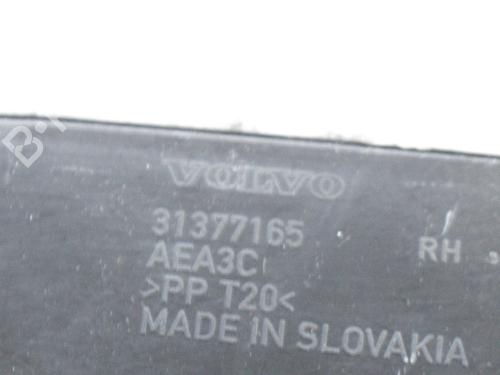 VOLVO
31377165 RH
AEA3C
>PP T20<
MADE IN SLOVAKIA